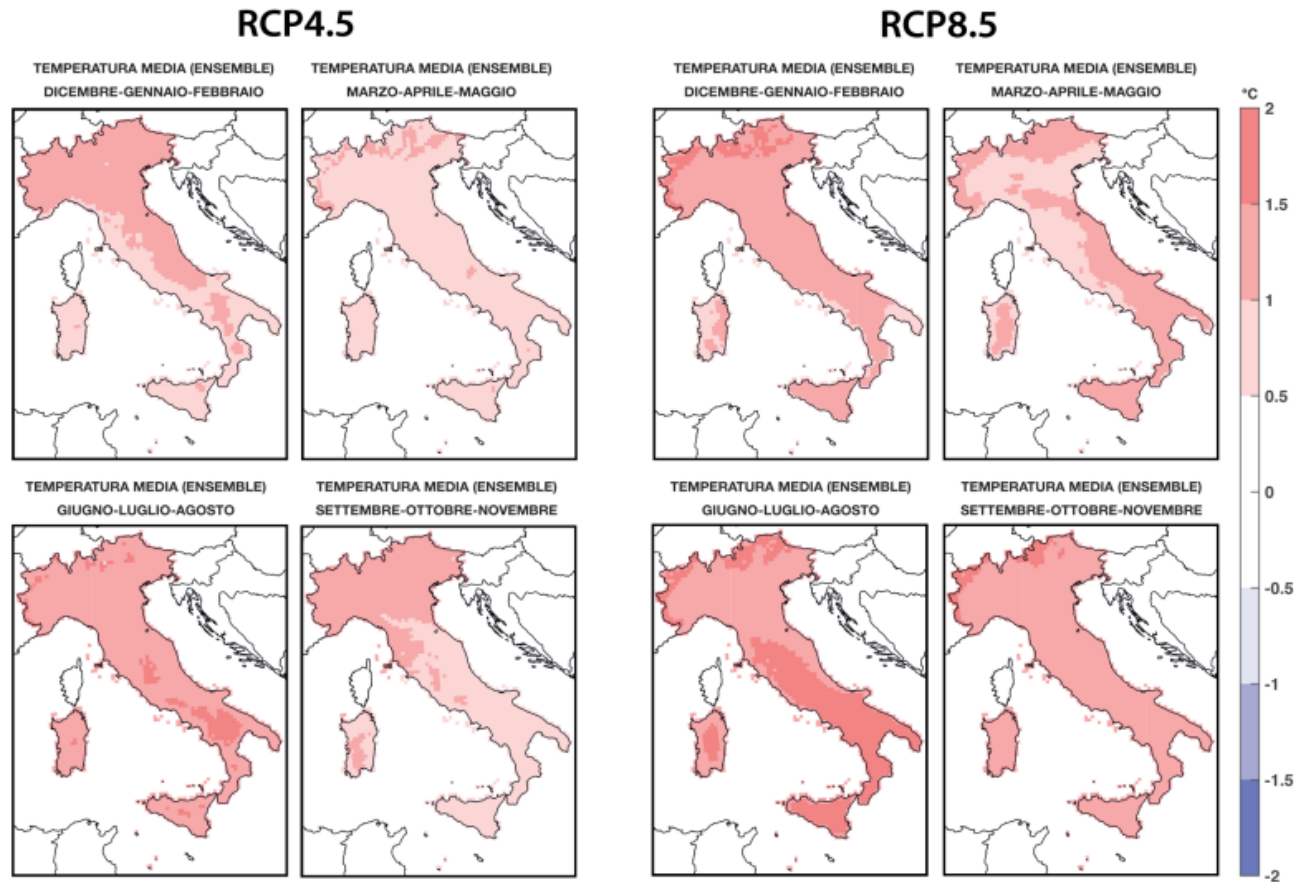 RCP4.5
RCP8.5
TEMPERATURA MEDIA (ENSEMBLE)
DICEMBRE-GENNAIO-FEBBRAIO
TEMPERATURA MEDIA (ENSEMBLE)
MARZO-APRILE-MAGGIO
TEMPERATURA MEDIA (ENSEMBLE)
DICEMBRE-GENNAIO-FEBBRAIO
TEMPERATURA MEDIA (ENSEMBLE)
MARZO-APRILE-MAGGIO
TEMPERATURA MEDIA (ENSEMBLE)
GIUGNO-LUGLIO-AGOSTO
TEMPERATURA MEDIA (ENSEMBLE)
SETTEMBRE-OTTOBRE-NOVEMBRE
TEMPERATURA MEDIA (ENSEMBLE)
GIUGNO-LUGLIO-AGOSTO
TEMPERATURA MEDIA (ENSEMBLE)
SETTEMBRE-OTTOBRE-NOVEMBRE
°C
2
1.5
1
0.5
0
-0.5
-1
-1.5
-2